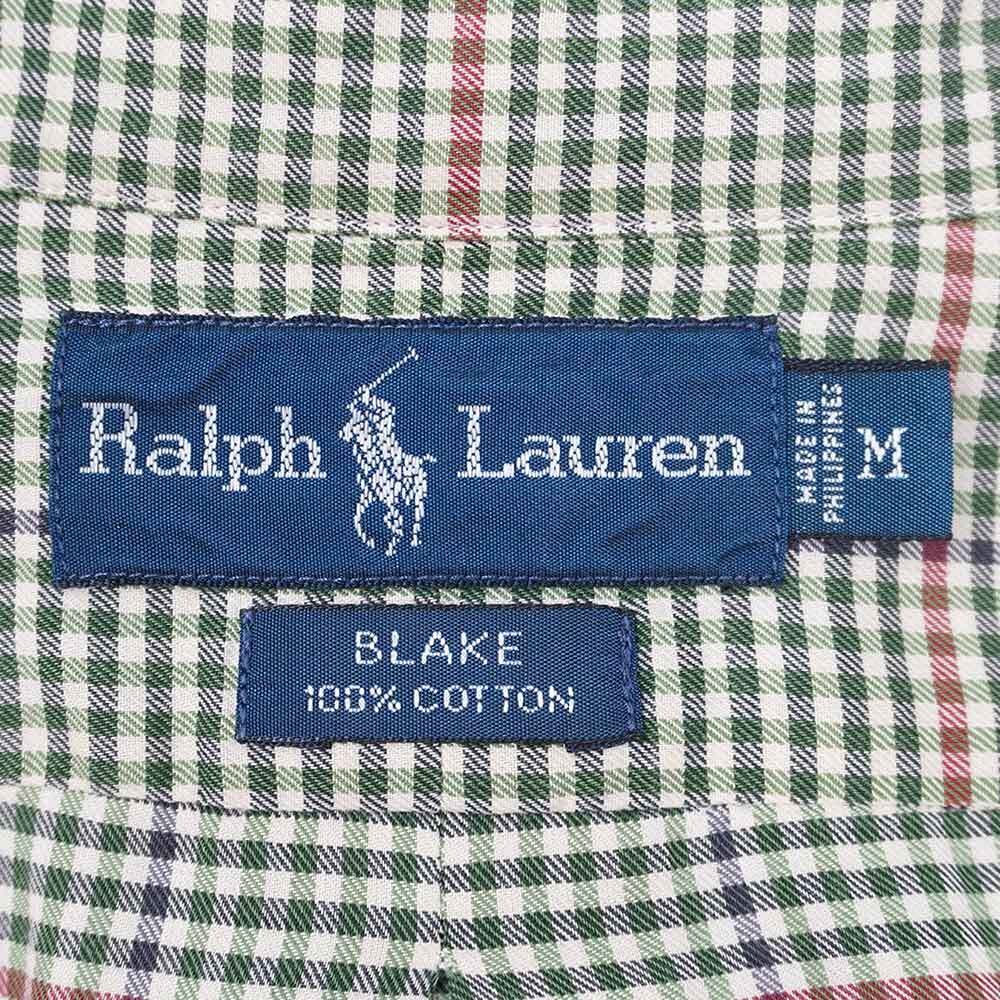 Ralph Lauren
MADE IN
PHILIPPINES
M
BLAKE
100% COTTON